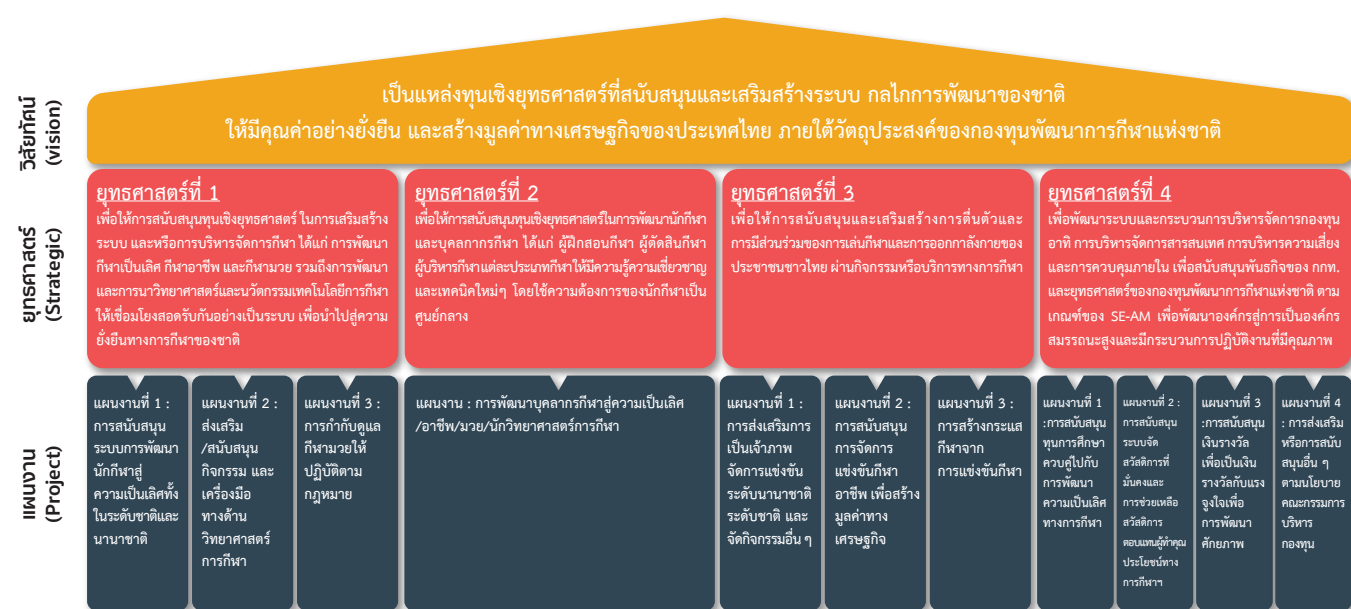 วิสัยทัศน์
(vision)
เป็นแหล่งทุนเชิงยุทธศาสตร์ที่สนับสนุนและเสริมสร้างระบบ กลไกการพัฒนาของชาติ
ให้มีคุณค่าอย่างยั่งยืน และสร้างมูลค่าทางเศรษฐกิจของประเทศไทย ภายใต้วัตถุประสงค์ของกองทุนพัฒนาการกีฬาแห่งชาติ
ยุทธศาสตร์
(Strategic)
ยุทธศาสตร์ที่ 1
เพื่อให้การสนับสนุนทุนเชิงยุทธศาสตร์ ในการเสริมสร้าง
ระบบ และหรือการบริหารจัดการกีฬา ได้แก่ การพัฒนา
กีฬาเป็นเลิศ กีฬาอาชีพ และกีฬามวย รวมถึงการพัฒนา
และการนาวิทยาศาสตร์และนวัตกรรมเทคโนโลยีการกีฬา
ให้เชื่อมโยงสอดรับกันอย่างเป็นระบบ เพื่อนำไปสู่ความ
ยั่งยืนทางการกีฬาของชาติ
ยุทธศาสตร์ที่ 2
เพื่อให้การสนับสนุนทุนเชิงยุทธศาสตร์ในการพัฒนานักกีฬา
และบุคลากรกีฬา ได้แก่ ผู้ฝึกสอนกีฬา ผู้ตัดสินกีฬา
ผู้บริหารกีฬาแต่ละประเภทกีฬาให้มีความรู้ความเชี่ยวชาญ
และเทคนิคใหม่ๆ โดยใช้ความต้องการของนักกีฬาเป็น
ศูนย์กลาง
ยุทธศาสตร์ที่ 3
เพื่อให้การสนับสนุนและเสริมสร้างการตื่นตัวและ
การมีส่วนร่วมของการเล่นกีฬาและการออกกาลังกายของ
ประชาชนชาวไทย ผ่านกิจกรรมหรือบริการทางการกีฬา
ยุทธศาสตร์ที่ 4
เพื่อพัฒนาระบบและกระบวนการบริหารจัดการกองทุน
อาทิ การบริหารจัดการสารสนเทศ การบริหารความเสี่ยง
และการควบคุมภายใน เพื่อสนับสนุนพันธกิจของ กกท.
และยุทธศาสตร์ของกองทุนพัฒนาการกีฬาแห่งชาติ ตาม
เกณฑ์ของ SE-AM เพื่อพัฒนาองค์กรสู่การเป็นองค์กร
สมรรถนะสูงและมีกระบวนการปฏิบัติงานที่มีคุณภาพ
แผนงาน
(Project)
แผนงานที่ 1 :
การสนับสนุน
ระบบการพัฒนา
นักกีฬาสู่
ความเป็นเลิศทั้ง
ในระดับชาติและ
นานาชาติ
แผนงานที่ 2 :
ส่งเสริม
/สนับสนุน
กิจกรรม และ
เครื่องมือ
ทางด้าน
วิทยาศาสตร์
การกีฬา
แผนงานที่ 3 :
การกำกับดูแล
กีฬามวยให้
ปฏิบัติตาม
กฎหมาย
แผนงาน : การพัฒนาบุคลากรกีฬาสู่ความเป็นเลิศ
/อาชีพ/มวย/นักวิทยาศาสตร์การกีฬา
แผนงานที่ 1 :
การส่งเสริมการ
เป็นเจ้าภาพ
จัดการแข่งขัน
ระดับนานาชาติ
ระดับชาติ และ
จัดกิจกรรมอื่น ๆ
แผนงานที่ 2 :
การสนับสนุน
การจัดการ
แข่งขันกีฬา
อาชีพ เพื่อสร้าง
มูลค่าทาง
เศรษฐกิจ
แผนงานที่ 3 :
การสร้างกระแส
กีฬาจาก
การแข่งขันกีฬา
แผนงานที่ 1
:การสนับสนุน
ทุนการศึกษา
ควบคู่ไปกับ
การพัฒนา
ความเป็นเลิศ
ทางการกีฬา
แผนงานที่ 2 :
การสนับสนุน
ระบบจัด
สวัสดิการที่
มั่นคงและ
การช่วยเหลือ
สวัสดิการ
ตอบแทนผู้ทำคุณ
ประโยชน์ทาง
การกีฬาฯ
แผนงานที่ 3
:การสนับสนุน
เงินรางวัล
เพื่อเป็นเงิน
รางวัลกับแรง
จูงใจเพื่อ
การพัฒนา
ศักยภาพ
แผนงานที่ 4
: การส่งเสริม
หรือการสนับ
สนุนอื่น ๆ
ตามนโยบาย
คณะกรรมการ
บริหาร
กองทุน